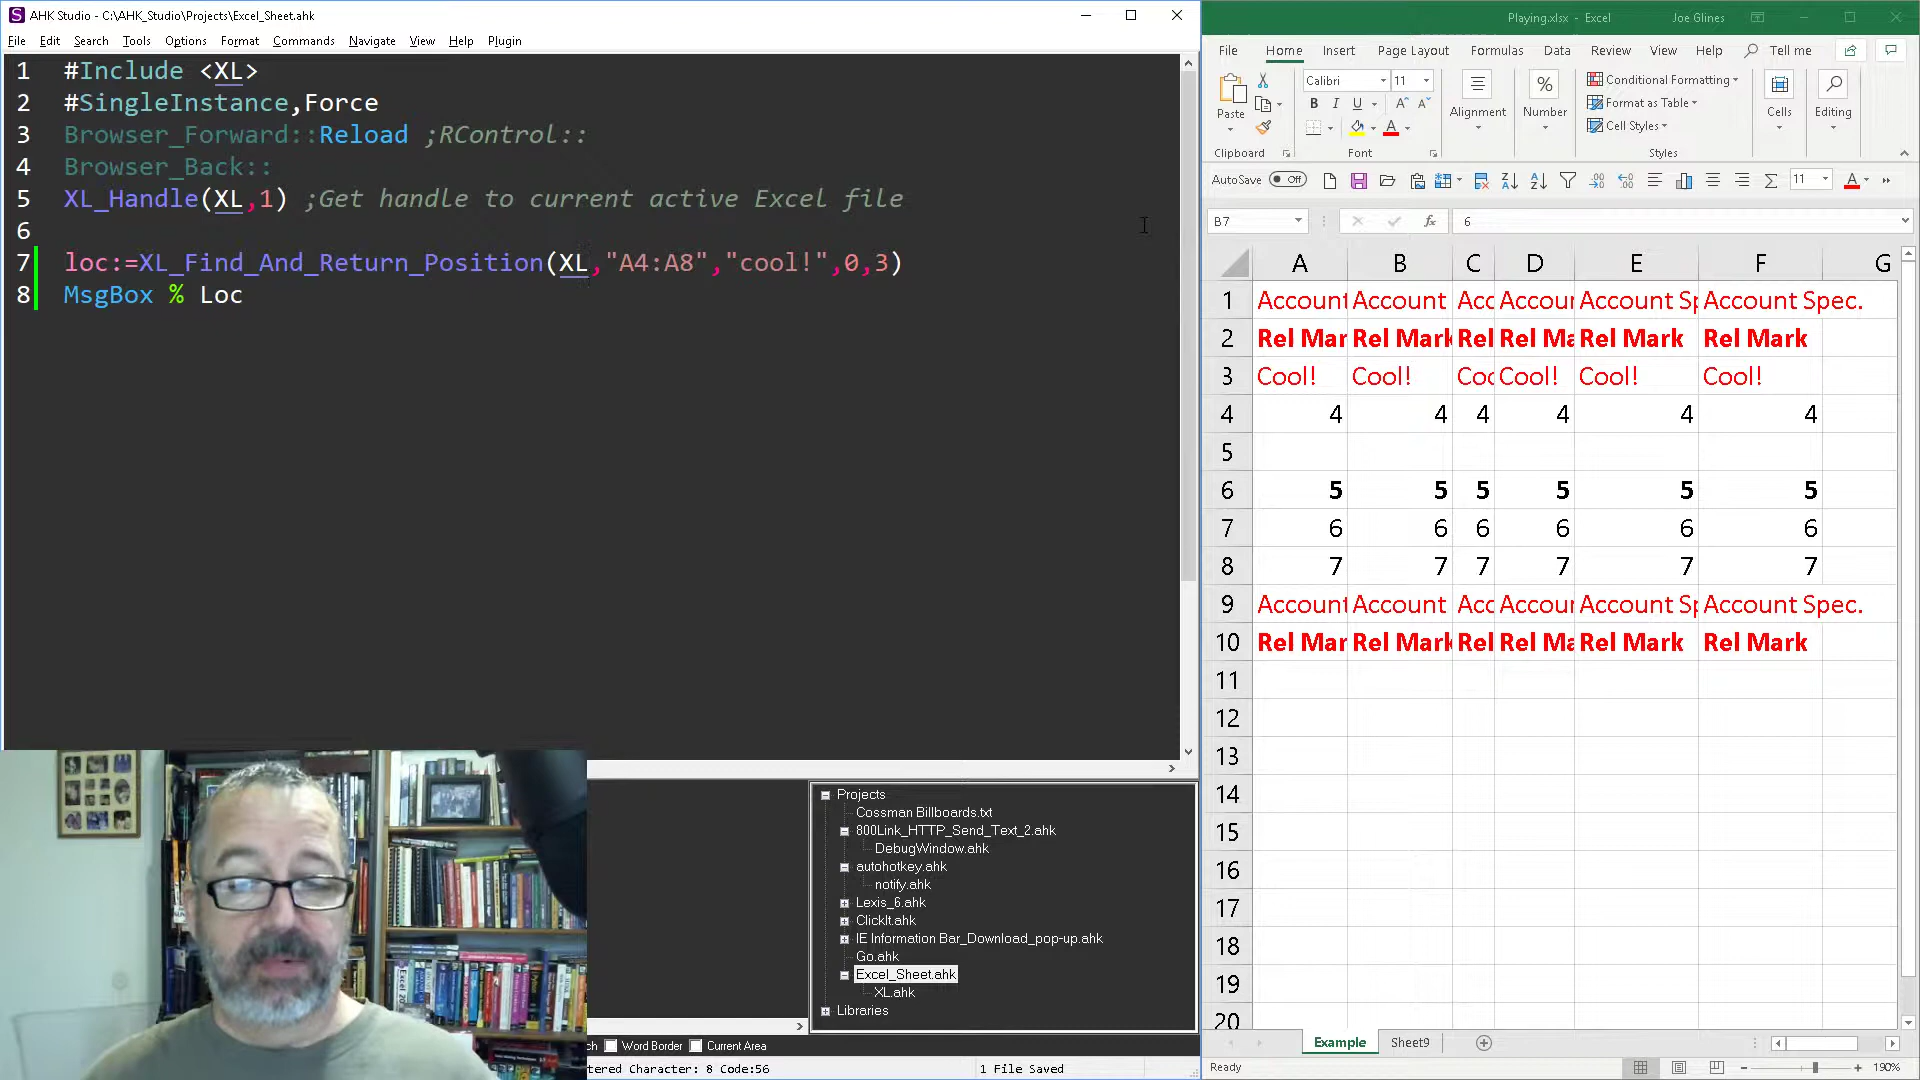 AHK Studio - C:\AHK_Studio\Projects\Excel_Sheet.ahk
File Edit Search Tools Options Format Commands Navigate View Help Plugin
1 #Include <XL>
2 #SingleInstance,Force
3 Browser_Forward::Reload ;RControl::
4 Browser_Back::
5 XL_Handle(XL,1) ;Get handle to current active Excel file
6
7 loc:=XL_Find_And_Return_Position(XL,"A4:A8","cool!",0,3)
8 MsgBox % Loc
Projects
Cossman Billboards.txt
800Link_HTTP_Send_Text_2.ahk
DebugWindow.ahk
autohotkey.ahk
notify.ahk
Lexis_6.ahk
ClickIt.ahk
IE Information Bar_Download_pop-up.ahk
Go.ahk
Excel_Sheet.ahk
XL.ahk
Libraries
Word Border Current Area
tered Character: 8 Code:56 1 File Saved
Playing.xlsx - Excel Joe Glines
File Home Insert Page Layout Formulas Data Review View Help Tell me
Paste Calibri 11 Alignment Number Conditional Formatting Format as Table Cell Styles Cells Editing
B I U
Clipboard Font Styles
AutoSave Off 11
B7 fx 6
A B C D E F G
1 Account Account Acc Accour Account Sp Account Spec.
2 Rel Mar Rel Mark Rel Rel Ma Rel Mark Rel Mark
3 Cool! Cool! Coo Cool! Cool! Cool!
4 4 4 4 4 4 4
5
6 5 5 5 5 5 5
7 6 6 6 6 6 6
8 7 7 7 7 7 7
9 Account Account Acc Accour Account Sp Account Spec.
10 Rel Mar Rel Mark Rel Rel Ma Rel Mark Rel Mark
11
12
13
14
15
16
17
18
19
20
Example Sheet9
Ready 190%